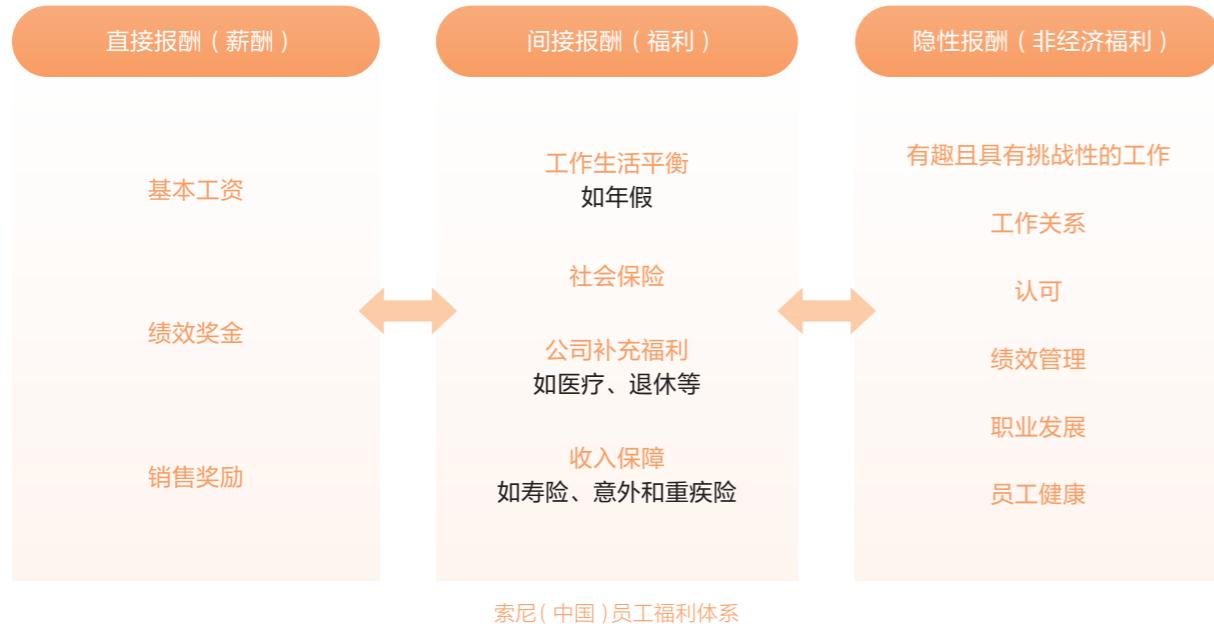 直接报酬（薪酬）
基本工资
绩效奖金
销售奖励
间接报酬（福利）
工作生活平衡
如年假
社会保险
公司补充福利
如医疗、退休等
收入保障
如寿险、意外和重疾险
隐性报酬（非经济福利）
有趣且具有挑战性的工作
工作关系
认可
绩效管理
职业发展
员工健康
索尼（中国）员工福利体系